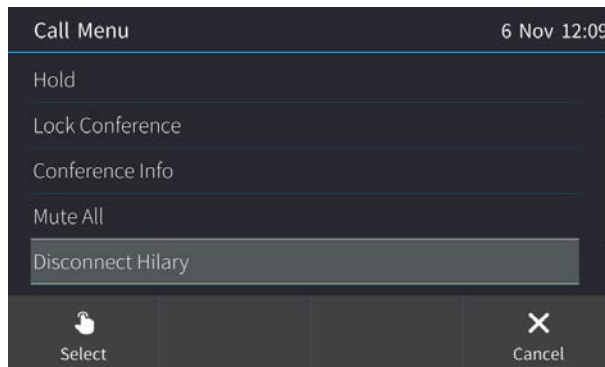 Call Menu 6 Nov 12:09
Hold
Lock Conference
Conference Info
Mute All
Disconnect Hilary
Select Cancel